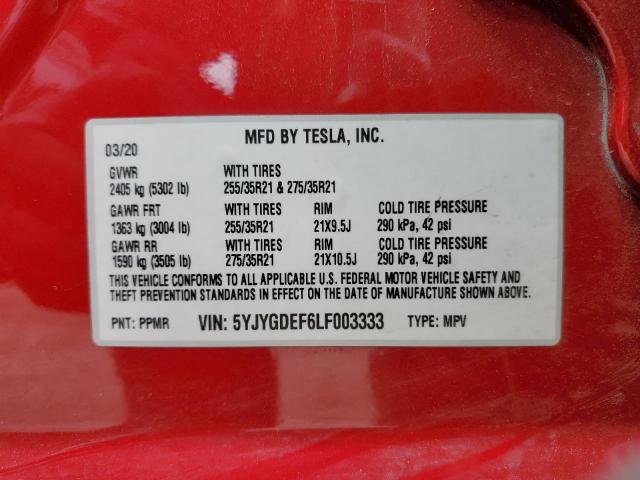 MFD BY TESLA, INC.
03/20
GVWR WITH TIRES
2405 kg (5302 lb) 255/35R21 & 275/35R21
GAWR FRT WITH TIRES RIM COLD TIRE PRESSURE
1363 kg (3004 lb) 255/35R21 21X9.5J 290 kPa, 42 psi
GAWR RR WITH TIRES RIM COLD TIRE PRESSURE
1590 kg (3505 lb) 275/35R21 21X10.5J 290 kPa, 42 psi
THIS VEHICLE CONFORMS TO ALL APPLICABLE U.S. FEDERAL MOTOR VEHICLE SAFETY AND
THEFT PREVENTION STANDARDS IN EFFECT ON THE DATE OF MANUFACTURE SHOWN ABOVE.
PNT: PPMR VIN: 5YJYGDEF6LF003333 TYPE: MPV